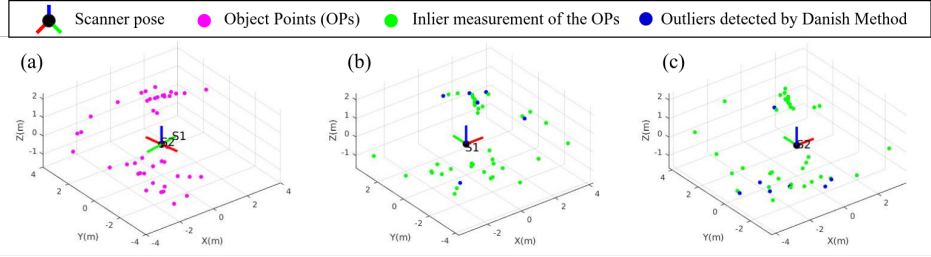 Scanner pose Object Points (OPs) Inlier measurement of the OPs Outliers detected by Danish Method
(a) (b) (c)
2
1
0
-1
Z(m)
4
2
0
-2
-4
Y(m)
-4
-2
0
2
4
X(m)
S1
S2
2
1
0
-1
Z(m)
4
2
0
-2
-4
Y(m)
-4
-2
0
2
4
X(m)
S1
2
1
0
-1
Z(m)
4
2
0
-2
-4
Y(m)
-4
-2
0
2
X(m)
S2